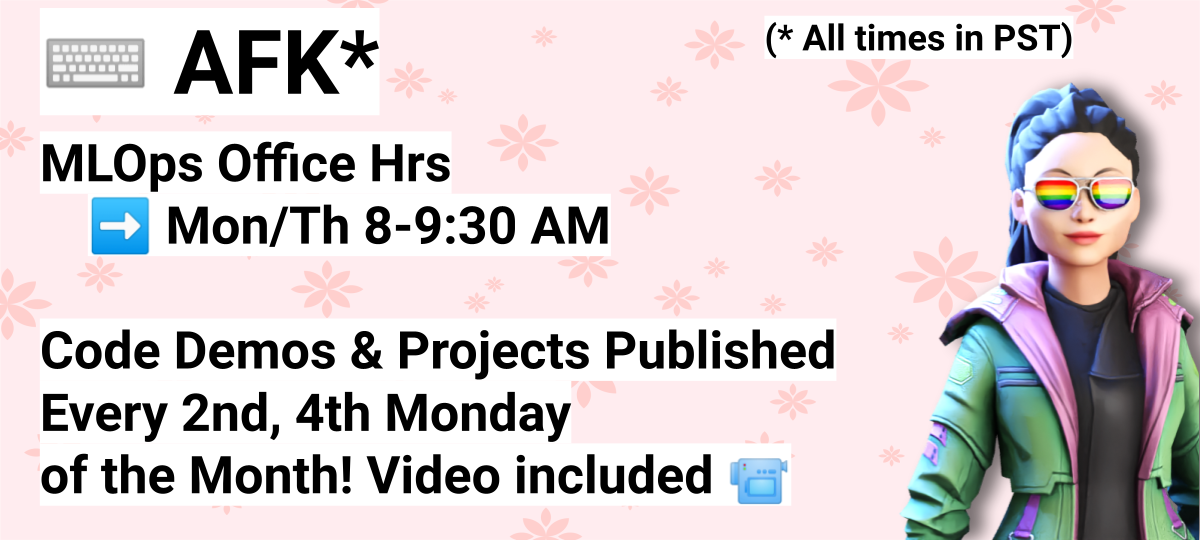 AFK*
(* All times in PST)
MLOps Office Hrs
Mon/Th 8-9:30 AM
Code Demos & Projects Published
Every 2nd, 4th Monday
of the Month! Video included